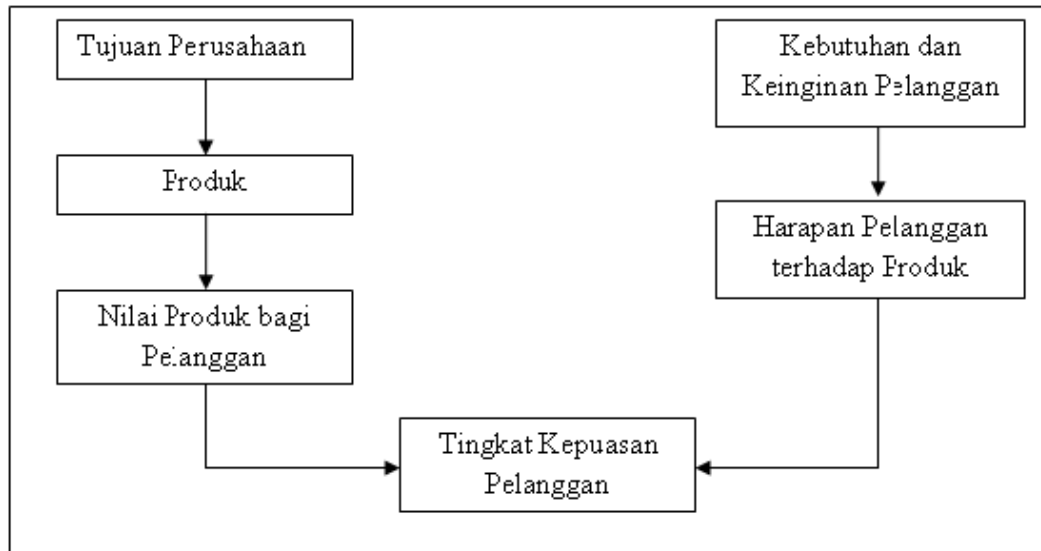 Tujuan Perusahaan
Produk
Nilai Produk bagi
Pelanggan
Kebutuhan dan
Keinginan Pelanggan
Harapan Pelanggan
terhadap Produk
Tingkat Kepuasan
Pelanggan